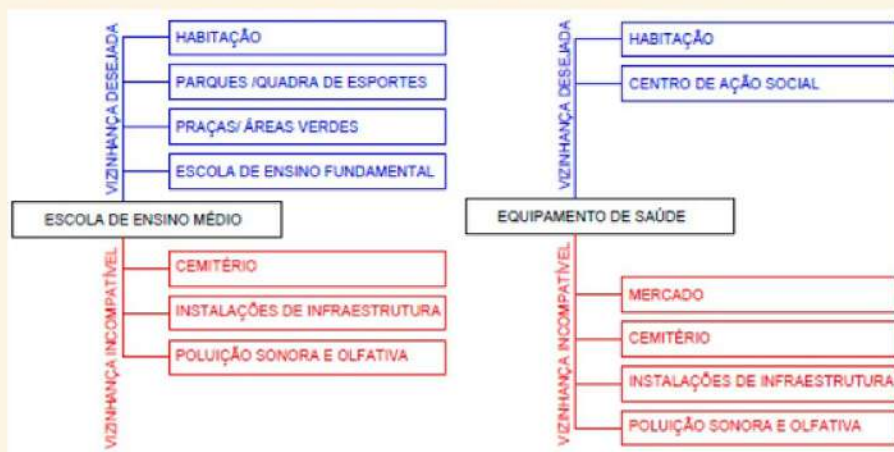 VIZINHANÇA DESEJADA
HABITAÇÃO
PARQUES /QUADRA DE ESPORTES
PRAÇAS/ ÁREAS VERDES
ESCOLA DE ENSINO FUNDAMENTAL
ESCOLA DE ENSINO MÉDIO
VIZINHANÇA INCOMPATÍVEL
CEMITÉRIO
INSTALAÇÕES DE INFRAESTRUTURA
POLUIÇÃO SONORA E OLFATIVA
VIZINHANÇA DESEJADA
HABITAÇÃO
CENTRO DE AÇÃO SOCIAL
EQUIPAMENTO DE SAÚDE
VIZINHANÇA INCOMPATÍVEL
MERCADO
CEMITÉRIO
INSTALAÇÕES DE INFRAESTRUTURA
POLUIÇÃO SONORA E OLFATIVA